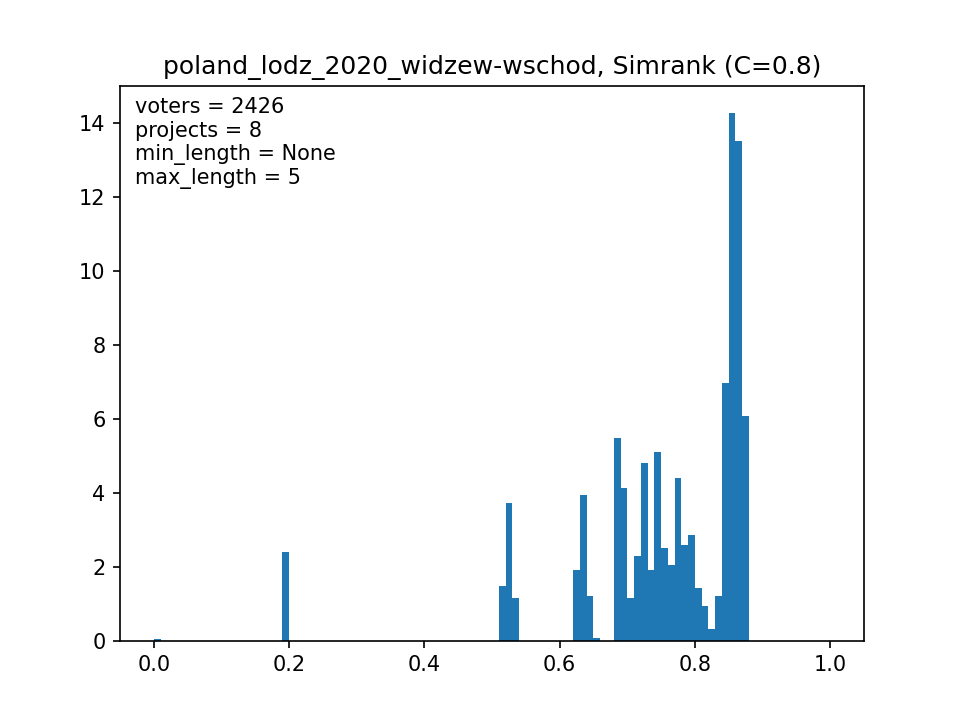 poland_lodz_2020_widzew-wschod, Simrank (C=0.8)
voters = 2426
projects = 8
min_length = None
max_length = 5
14
12
10
8
6
4
2
0
0.0 0.2 0.4 0.6 0.8 1.0